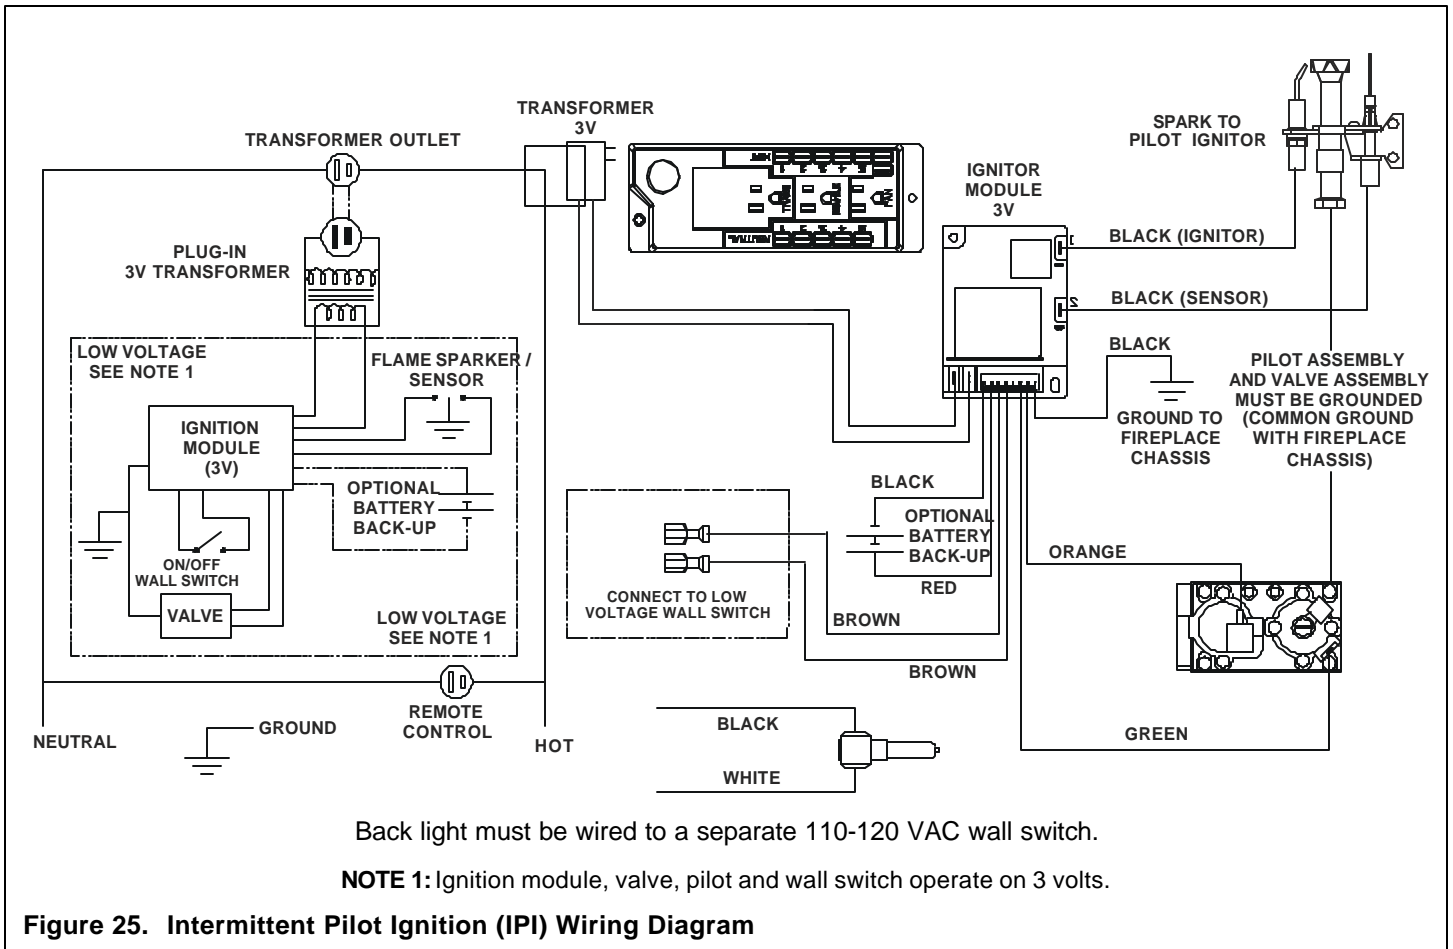 TRANSFORMER
3V
TRANSFORMER OUTLET
SPARK TO
PILOT IGNITOR
IGNITOR
MODULE
3V
PLUG-IN
3V TRANSFORMER
BLACK (IGNITOR)
BLACK (SENSOR)
BLACK
LOW VOLTAGE
SEE NOTE 1
FLAME SPARKER /
SENSOR
PILOT ASSEMBLY
AND VALVE ASSEMBLY
MUST BE GROUNDED
(COMMON GROUND
WITH FIREPLACE
CHASSIS)
GROUND TO
FIREPLACE
CHASSIS
IGNITION
MODULE
(3V)
OPTIONAL
BATTERY
BACK-UP
BLACK
OPTIONAL
BATTERY
BACK-UP
RED
ORANGE
ON/OFF
WALL SWITCH
VALVE
CONNECT TO LOW
VOLTAGE WALL SWITCH
BROWN
BROWN
LOW VOLTAGE
SEE NOTE 1
REMOTE
CONTROL
NEUTRAL
GROUND
HOT
BLACK
WHITE
GREEN
Back light must be wired to a separate 110-120 VAC wall switch.
NOTE 1: Ignition module, valve, pilot and wall switch operate on 3 volts.
Figure 25. Intermittent Pilot Ignition (IPI) Wiring Diagram